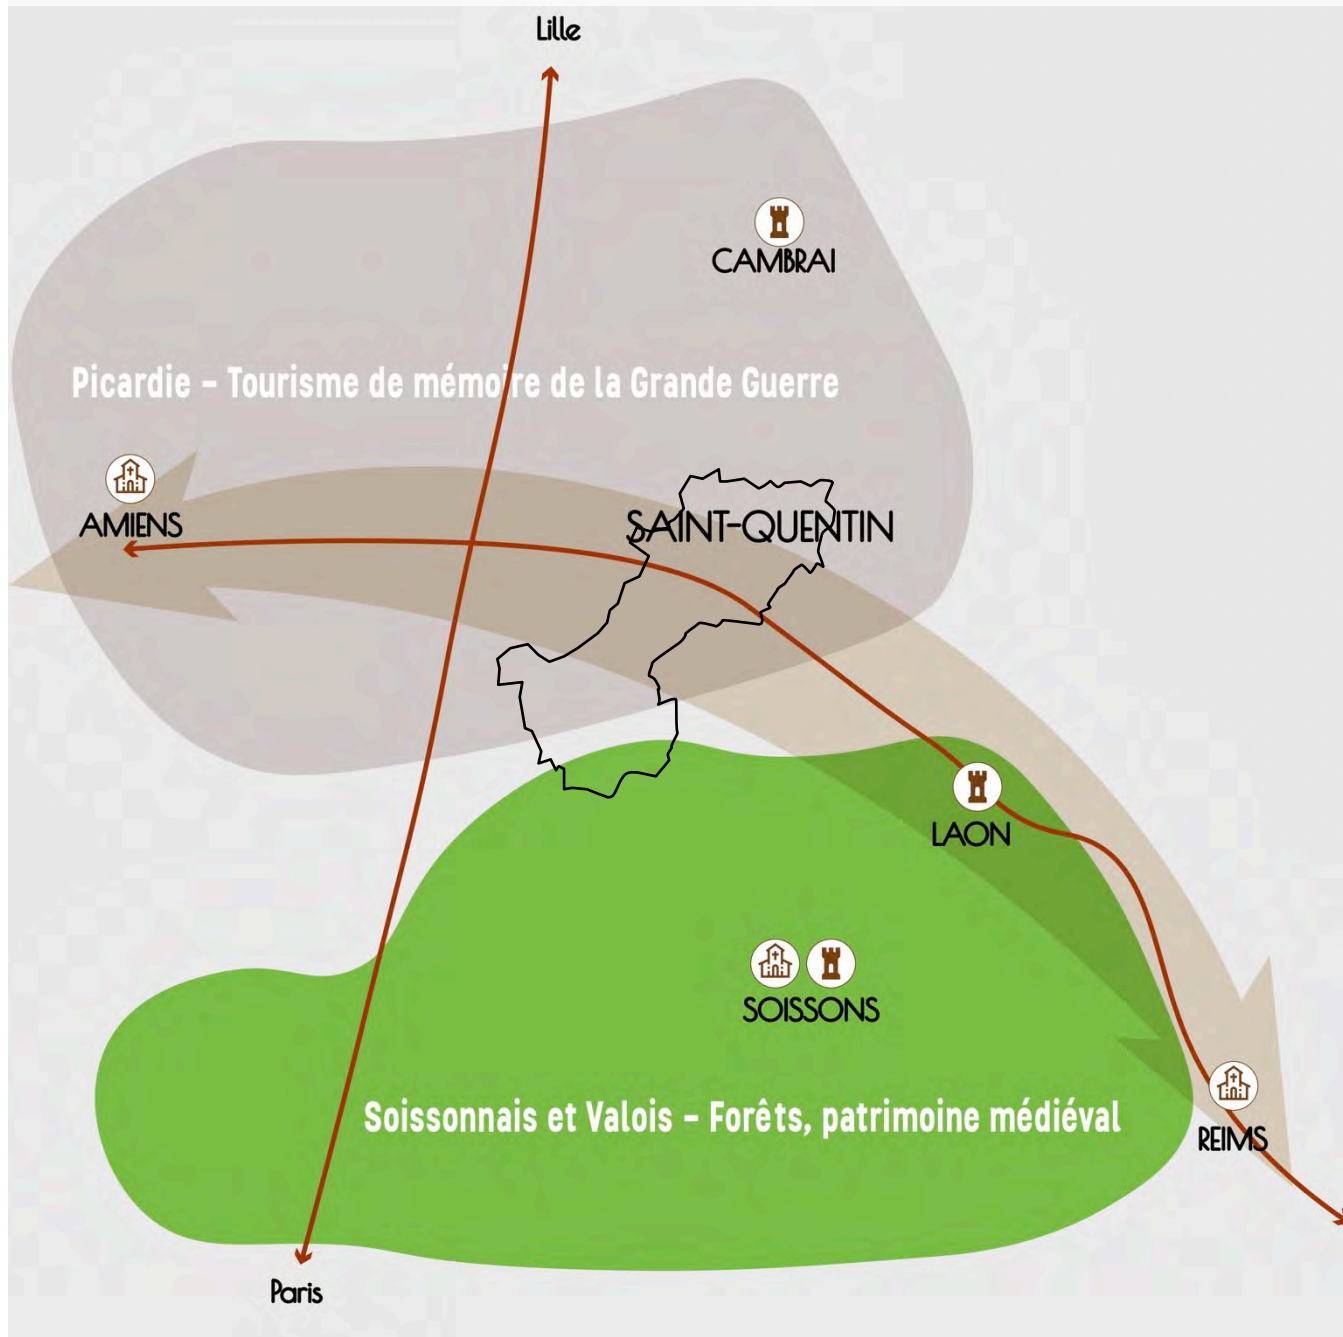 Lille
CAMBRAI
Picardie – Tourisme de mémoire de la Grande Guerre
AMIENS
SAINT-QUENTIN
LAON
SOISSONS
Soissonnais et Valois – Forêts, patrimoine médiéval
REIMS
Paris